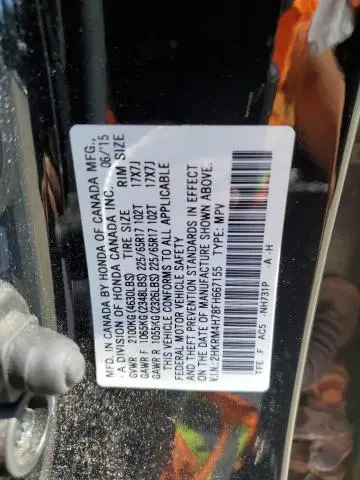 MFD. IN CANADA BY HONDA OF CANADA MFG.,
A DIVISION OF HONDA CANADA INC. 06/'15
TIRE SIZE RIM SIZE
GVWR 2100KG(4630LBS)
GAWR F 1065KG(2348LBS) 225/65R17 102T 17X7J
GAWR R 1055KG(2326LBS) 225/65R17 102T 17X7J
THIS VEHICLE CONFORMS TO ALL APPLICABLE
FEDERAL MOTOR VEHICLE SAFETY
AND THEFT PREVENTION STANDARDS IN EFFECT
ON THE DATE OF MANUFACTURE SHOWN ABOVE.
V.I.N.:2HKRM4H78FH667155 TYPE: MPV
TFE F AC5 -NH731P -A -H